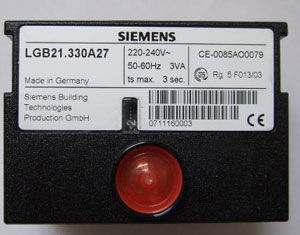 SIEMENS
LGB21.330A27
220-240V~
CE-0085AO0079
50-60Hz 3VA
Made in Germany
ts max. 3 sec.
Rg. 5 F013/03
Siemens Building
Technologies
Production GmbH
CE
0711160003
2